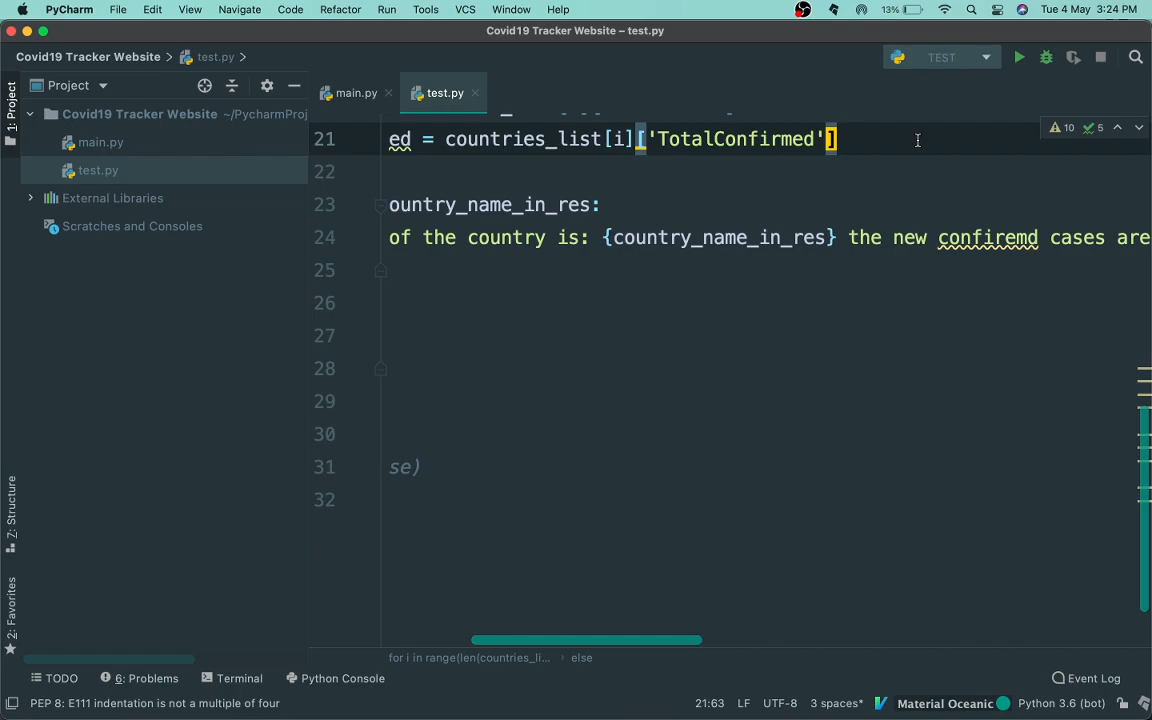 PyCharm File Edit View Navigate Code Refactor Run Tools VCS Window Help 13% Tue 4 May 3:24 PM
Covid19 Tracker Website – test.py
Covid19 Tracker Website > test.py > TEST
1: Project
Project
main.py
test.py
Covid19 Tracker Website ~/PycharmProj
main.py
test.py
External Libraries
Scratches and Consoles
10 5
21 ed = countries_list[i]['TotalConfirmed']
22
23 ountry_name_in_res:
24 of the country is: {country_name_in_res} the new confiremd cases are
25
26
27
28
29
30
31 se)
32
Z: Structure
2: Favorites
for i in range(len(countries_li... > else
TODO 6: Problems Terminal Python Console Event Log
PEP 8: E111 indentation is not a multiple of four 21:63 LF UTF-8 3 spaces* Material Oceanic Python 3.6 (bot)